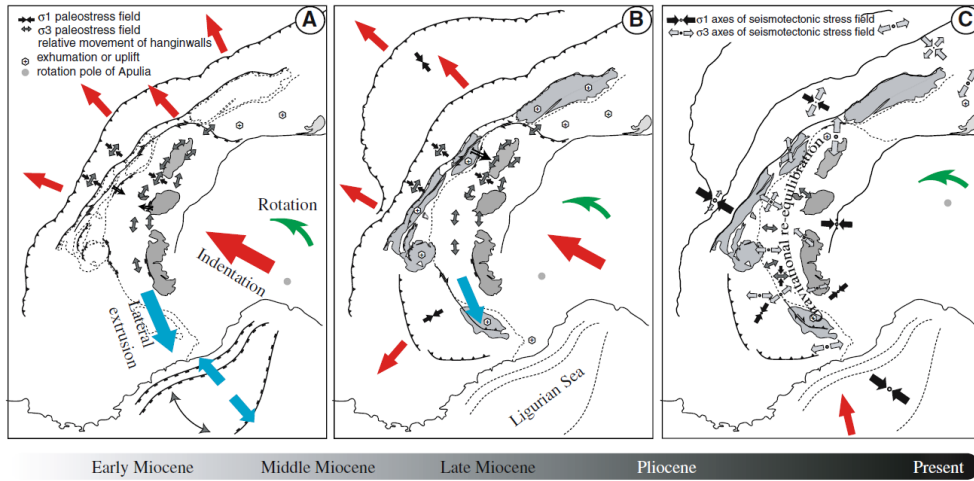 A
σ1 paleostress field
σ3 paleostress field
relative movement of hanginwalls
exhumation or uplift
rotation pole of Apulia
Rotation
Indentation
Lateral
extrusion
B
Ligurian Sea
C
σ1 axes of seismotectonic stress field
σ3 axes of seismotectonic stress field
Gravitational re-equilibration
Early Miocene
Middle Miocene
Late Miocene
Pliocene
Present